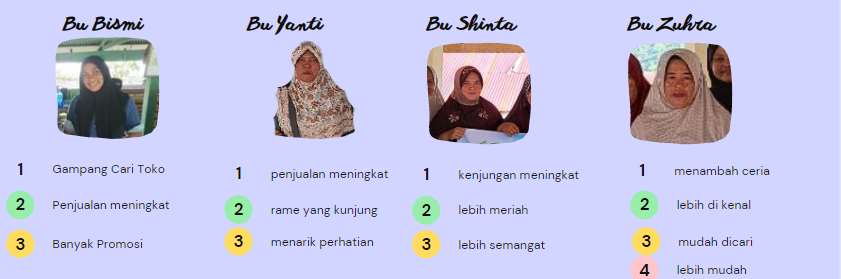 Bu Bismi
1 Gampang Cari Toko
2 Penjualan meningkat
3 Banyak Promosi
Bu Yanti
1 penjualan meningkat
2 rame yang kunjung
3 menarik perhatian
Bu Shinta
1 kenjungan meningkat
2 lebih meriah
3 lebih semangat
Bu Zuhra
1 menambah ceria
2 lebih di kenal
3 mudah dicari
4 lebih mudah